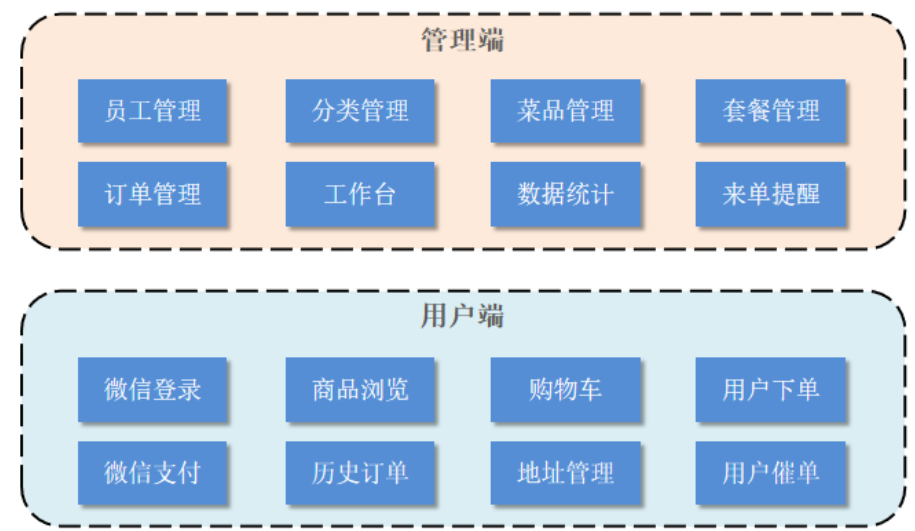 管理端
员工管理 分类管理 菜品管理 套餐管理
订单管理 工作台 数据统计 来单提醒
用户端
微信登录 商品浏览 购物车 用户下单
微信支付 历史订单 地址管理 用户催单